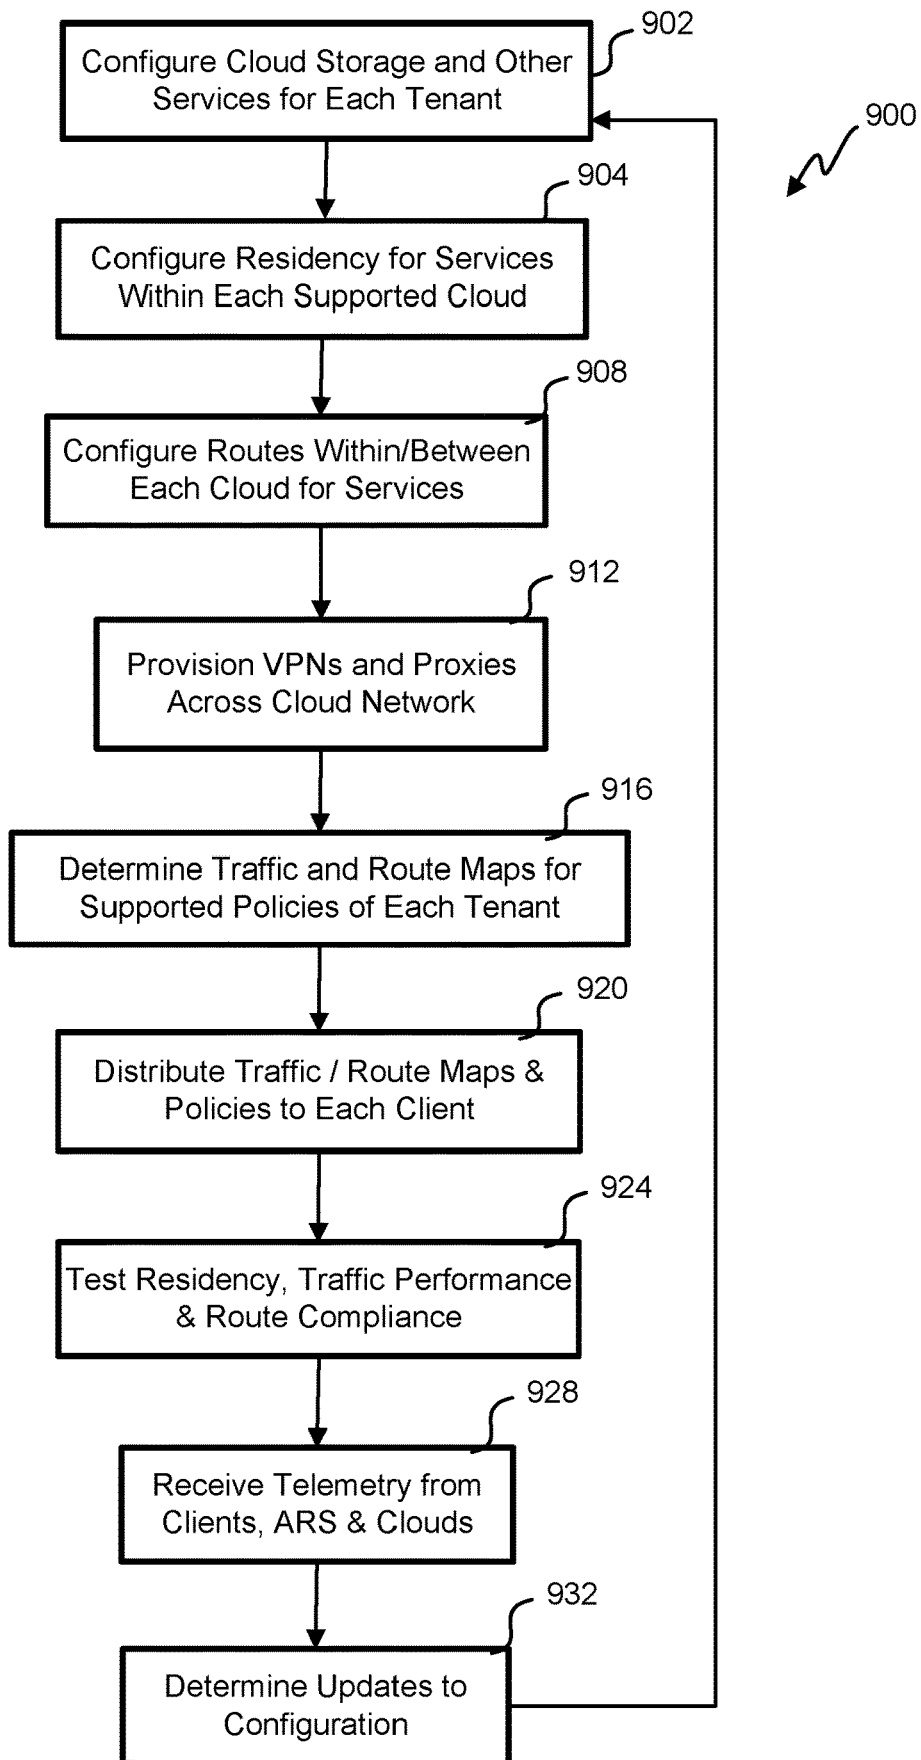 902
Configure Cloud Storage and Other
Services for Each Tenant
900
904
Configure Residency for Services
Within Each Supported Cloud
908
Configure Routes Within/Between
Each Cloud for Services
912
Provision VPNs and Proxies
Across Cloud Network
916
Determine Traffic and Route Maps for
Supported Policies of Each Tenant
920
Distribute Traffic / Route Maps &
Policies to Each Client
924
Test Residency, Traffic Performance
& Route Compliance
928
Receive Telemetry from
Clients, ARS & Clouds
932
Determine Updates to
Configuration